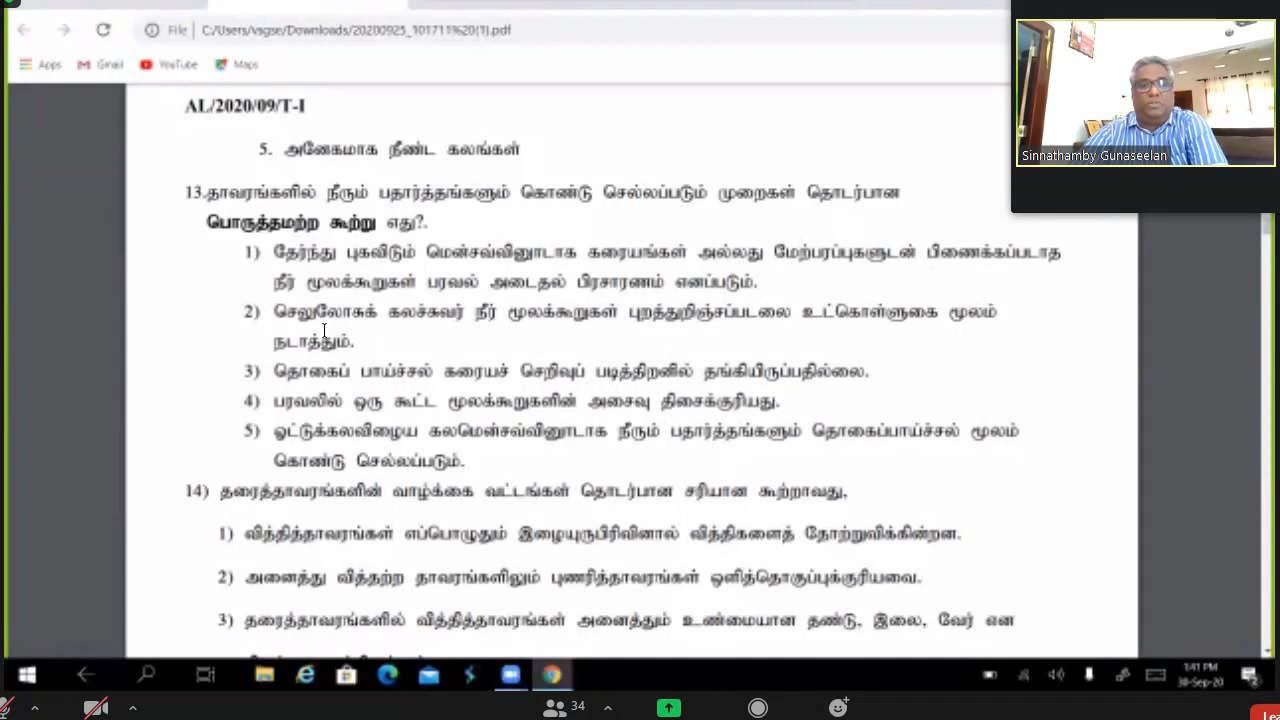 File | C:/Users/vsgse/Downloads/20200925_101711%20(1).pdf
Apps Gmail YouTube Maps
Sinnathamby Gunaseelan
AL/2020/09/T-I
5. அனேகமாக நீண்ட கலங்கள்
13.தாவரங்களில் நீரும் பதார்த்தங்களும் கொண்டு செல்லப்படும் முறைகள் தொடர்பான
பொருத்தமற்ற கூற்று எது?.
1) தேர்ந்து புகவிடும் மென்சவ்வினூடாக கரையங்கள் அல்லது மேற்பரப்புகளுடன் பிணைக்கப்படாத
நீர் மூலக்கூறுகள் பரவல் அடைதல் பிரசாரணம் எனப்படும்.
2) செலுலோசுக் கலச்சுவர் நீர் மூலக்கூறுகள் புறத்துறிஞ்சப்படலை உட்கொள்ளுகை மூலம்
நடாத்தும்.
3) தொகைப் பாய்ச்சல் கரையச் செறிவுப் படித்திறனில் தங்கியிருப்பதில்லை.
4) பரவலில் ஒரு கூட்ட மூலக்கூறுகளின் அசைவு திசைக்குரியது.
5) ஓட்டுக்கலவிழைய கலமென்சவ்வினூடாக நீரும் பதார்த்தங்களும் தொகைப்பாய்ச்சல் மூலம்
கொண்டு செல்லப்படும்.
14) தரைத்தாவரங்களின் வாழ்க்கை வட்டங்கள் தொடர்பான சரியான கூற்றாவது,
1) வித்தித்தாவரங்கள் எப்பொழுதும் இழையுருபிரிவினால் வித்திகளைத் தோற்றுவிக்கின்றன.
2) அனைத்து வித்தற்ற தாவரங்களிலும் புணரித்தாவரங்கள் ஒளித்தொகுப்புக்குரியவை.
3) தரைத்தாவரங்களில் வித்தித்தாவரங்கள் அனைத்தும் உண்மையான தண்டு, இலை, வேர் என
1:41 PM
30-Sep-20
34